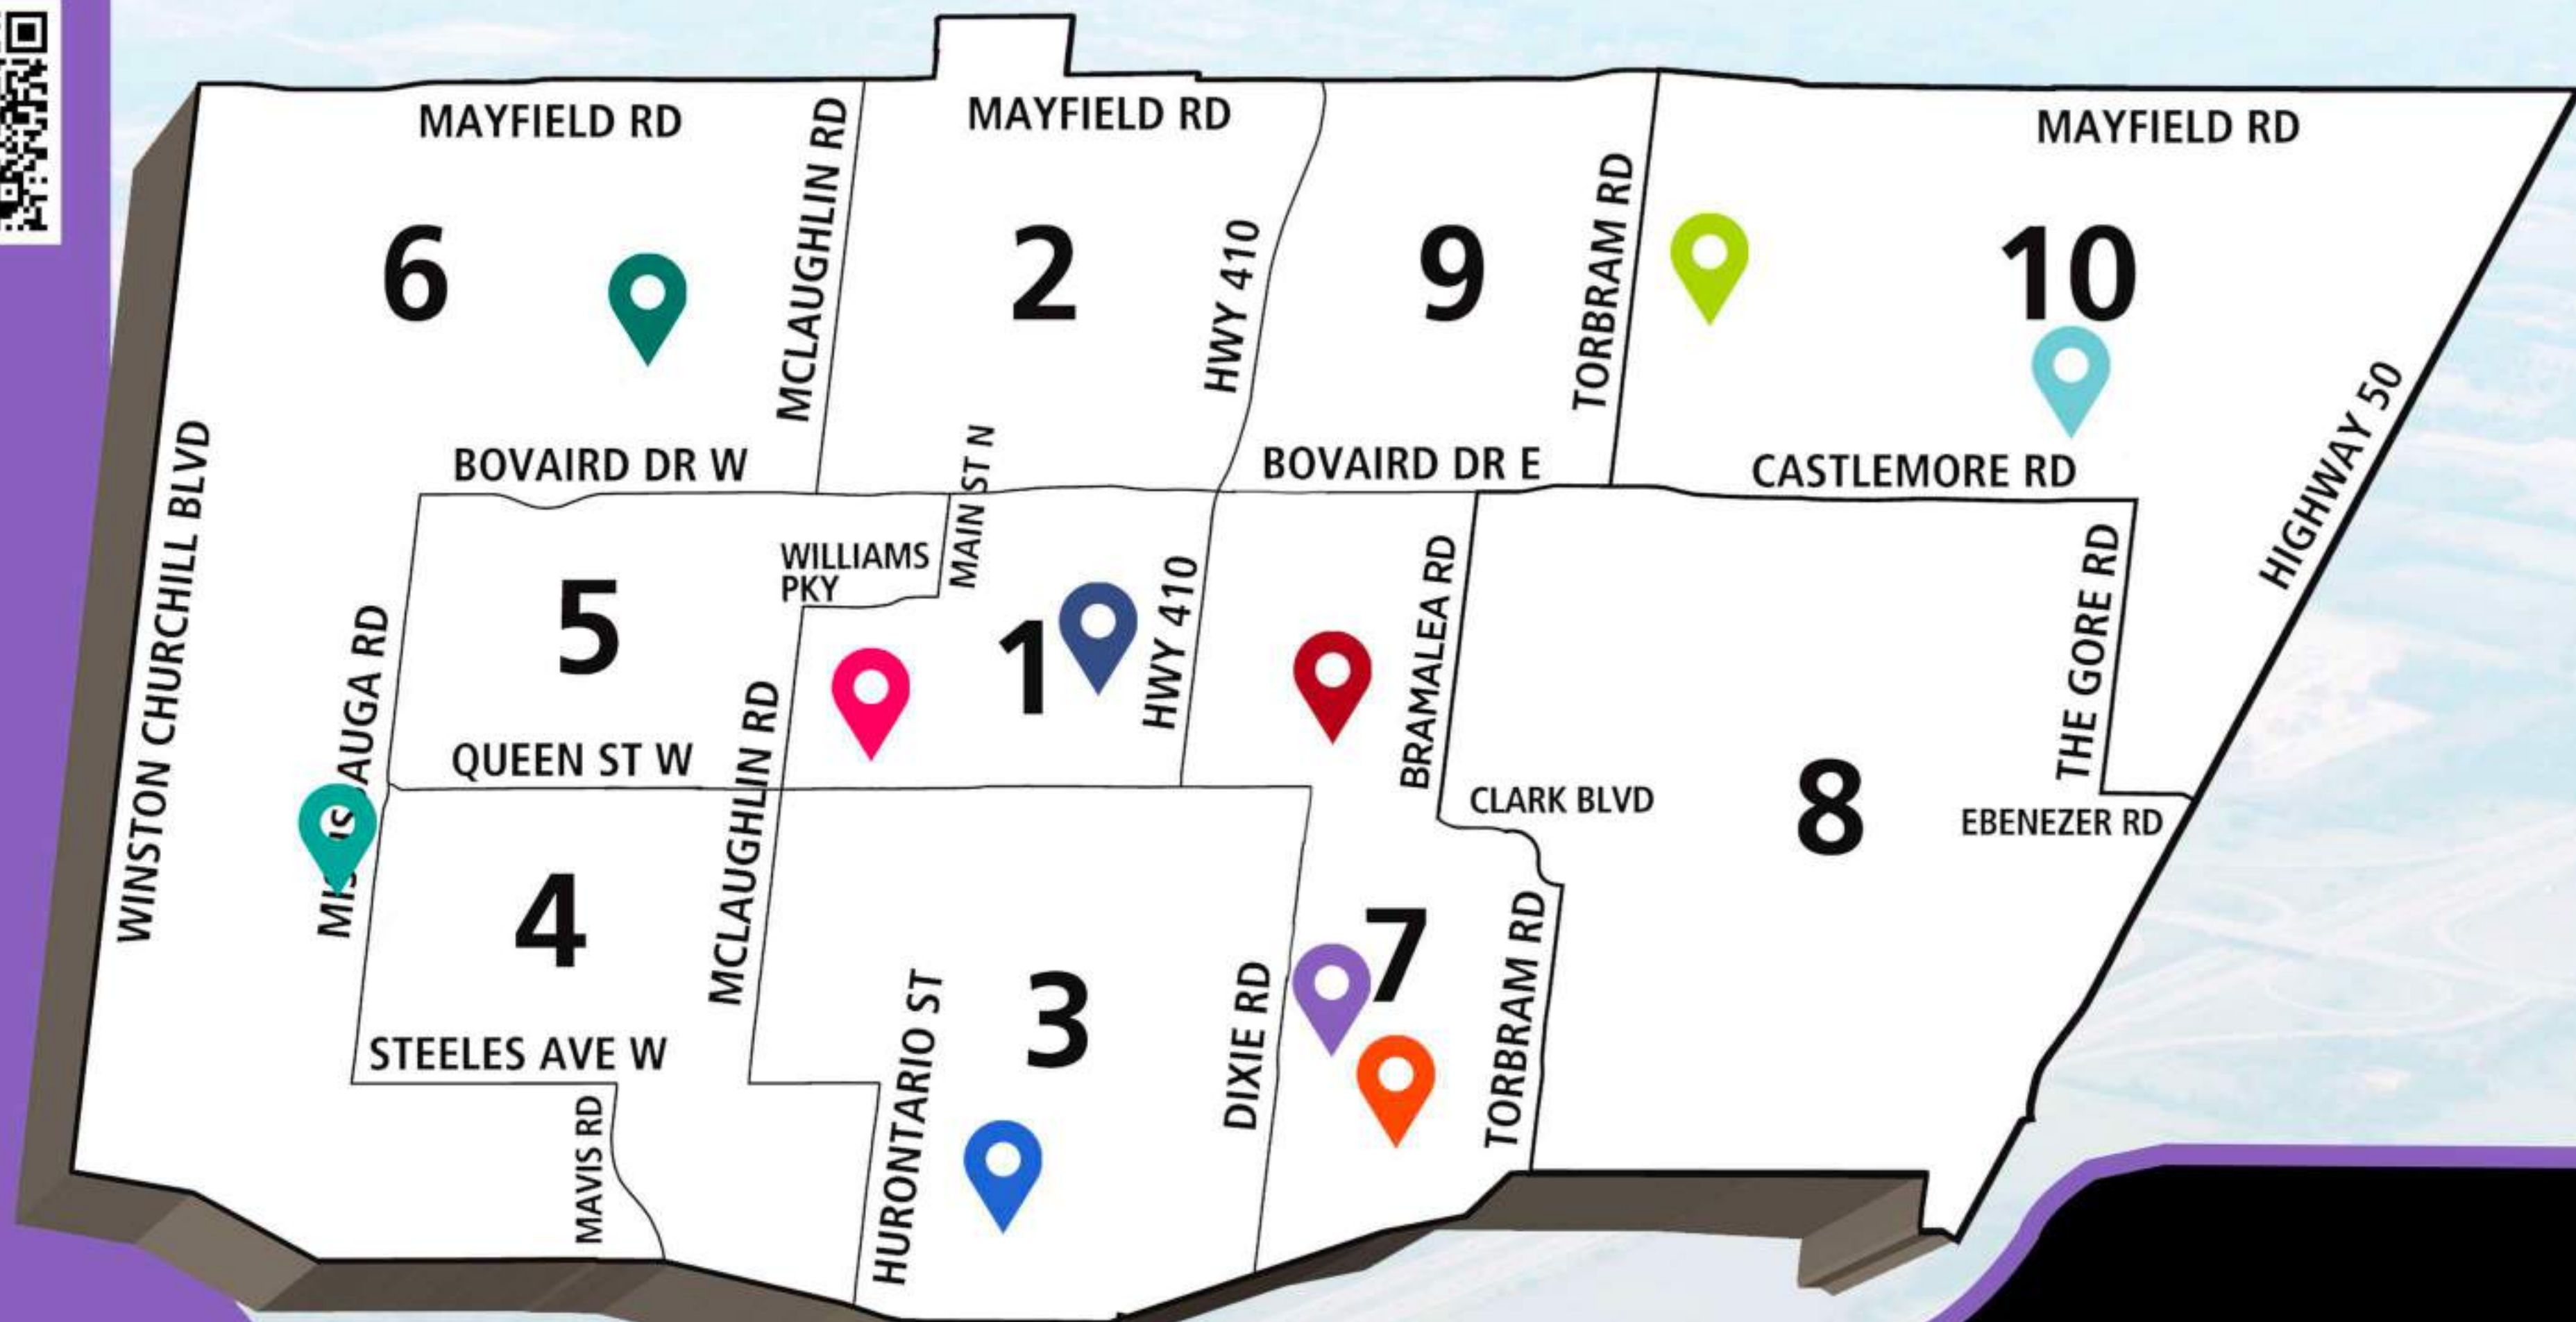 MAYFIELD RD
MAYFIELD RD
MAYFIELD RD
MCLAUGHLIN RD
6
2
HWY 410
9
TORBRAM RD
10
HIGHWAY 50
BOVAIRD DR W
MAIN ST N
BOVAIRD DR E
CASTLEMORE RD
WINSTON CHURCHILL BLVD
MISSISSAUGA RD
5
WILLIAMS
PKY
1
HWY 410
BRAMALEA RD
THE GORE RD
QUEEN ST W
MCLAUGHLIN RD
CLARK BLVD
8
EBENEZER RD
4
3
7
TORBRAM RD
DIXIE RD
STEELES AVE W
HURONTARIO ST
MAVIS RD